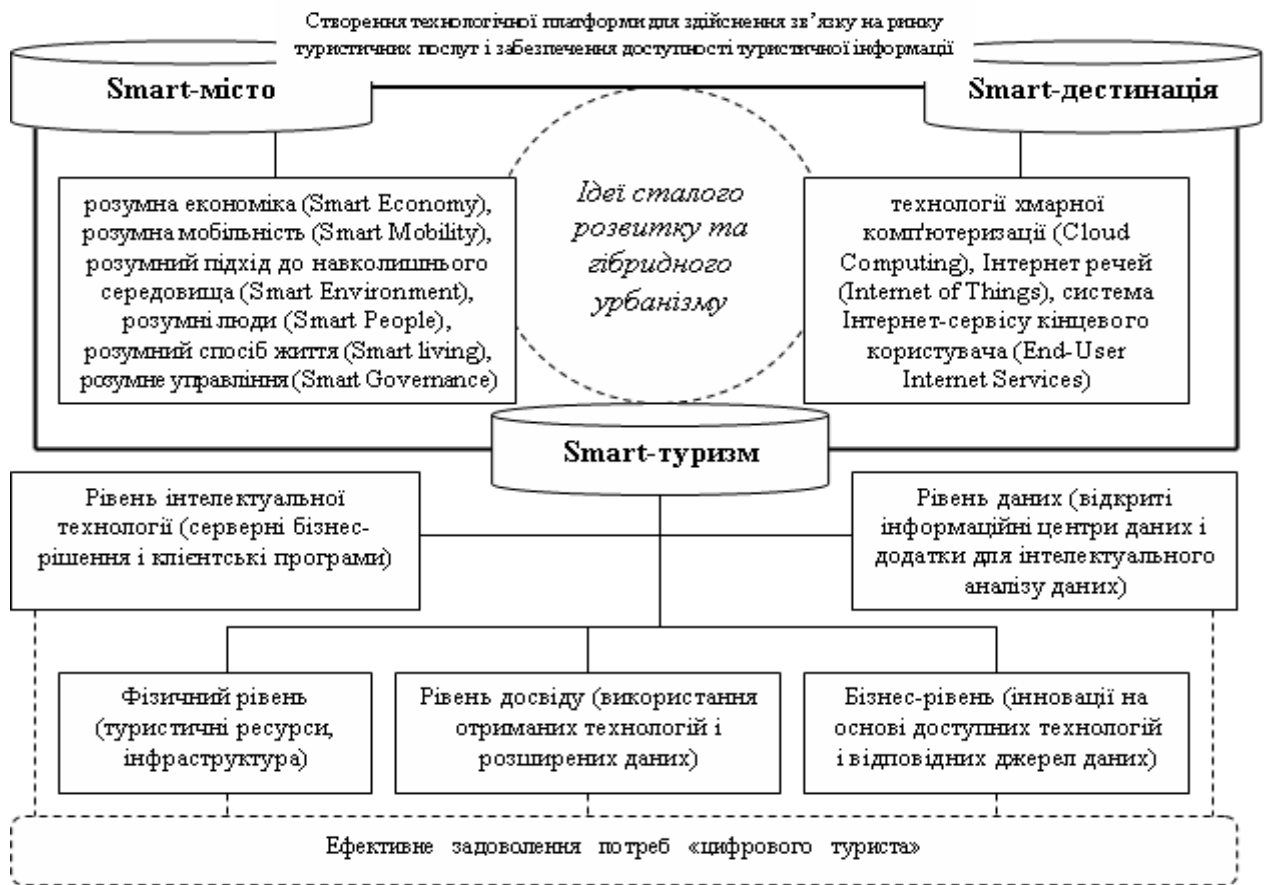 Створення технологічної платформи для здійснення зв’язку на ринку
туристичних послуг і забезпечення доступності туристичної інформації
Smart-місто
Smart-дестинація
розумна економіка (Smart Economy),
розумна мобільність (Smart Mobility),
розумний підхід до навколишнього
середовища (Smart Environment),
розумні люди (Smart People),
розумний спосіб життя (Smart living),
розумне управління (Smart Governance)
Ідеї сталого
розвитку та
гібридного
урбанізму
технології хмарної
комп’ютеризації (Cloud
Computing), Інтернет речей
(Internet of Things), система
Інтернет-сервісу кінцевого
користувача (End-User
Internet Services)
Smart-туризм
Рівень інтелектуальної
технології (серверні бізнес-
рішення і клієнтські програми)
Рівень даних (відкриті
інформаційні центри даних і
додатки для інтелектуального
аналізу даних)
Фізичний рівень
(туристичні ресурси,
інфраструктура)
Рівень досвіду (використання
отриманих технологій і
розширених даних)
Бізнес-рівень (інновації на
основі доступних технологій
і відповідних джерел даних)
Ефективне задоволення потреб «цифрового туриста»